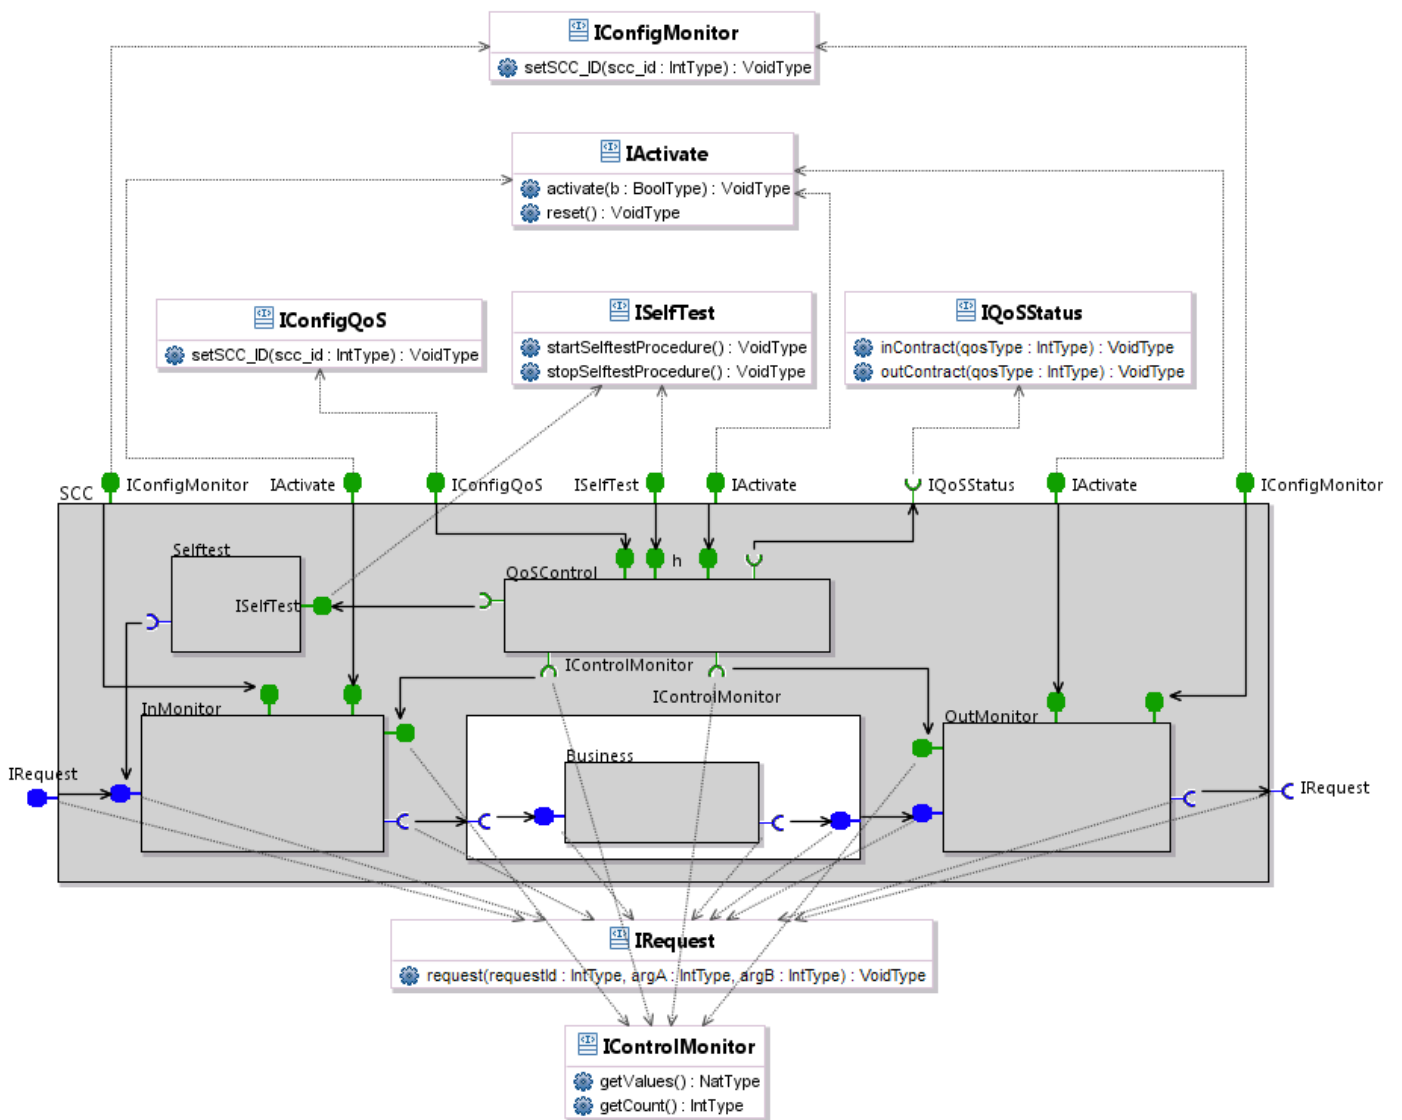 IConfigMonitor
setSCC_ID(scc_id : IntType) : VoidType
IActivate
activate(b : BoolType) : VoidType
reset() : VoidType
IConfigQoS
setSCC_ID(scc_id : IntType) : VoidType
ISelfTest
startSelftestProcedure() : VoidType
stopSelftestProcedure() : VoidType
IQoSStatus
inContract(qosType : IntType) : VoidType
outContract(qosType : IntType) : VoidType
SCC
IConfigMonitor
IActivate
IConfigQoS
ISelfTest
IActivate
IQoSStatus
IActivate
IConfigMonitor
Selftest
ISelfTest
h
QoSControl
IControlMonitor
IControlMonitor
InMonitor
OutMonitor
Business
IRequest
IRequest
IRequest
request(requestId : IntType, argA : IntType, argB : IntType) : VoidType
IControlMonitor
getValues() : NatType
getCount() : IntType